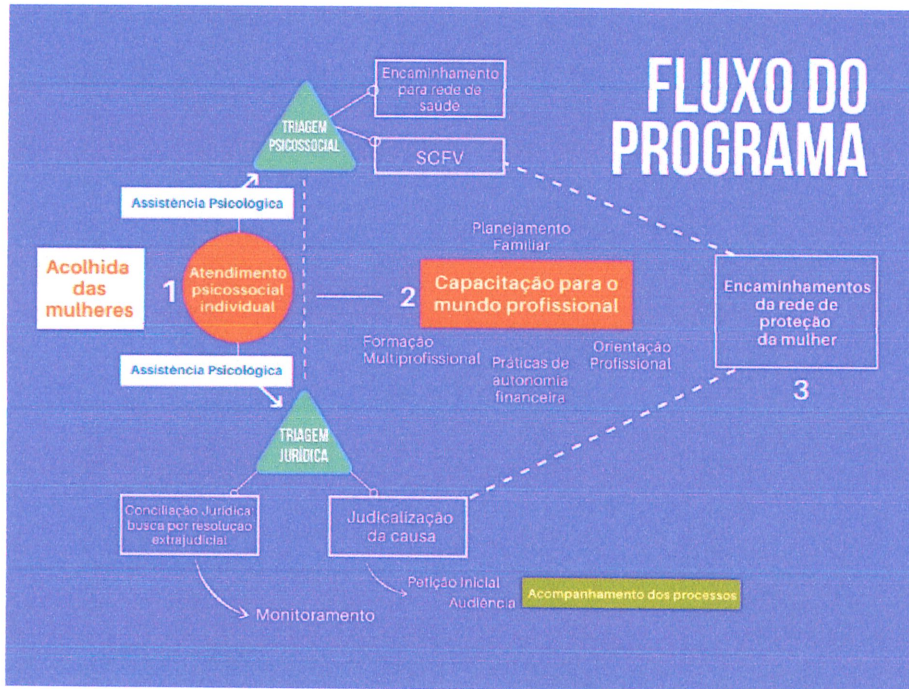 FLUXO DO
PROGRAMA
Encaminhamento
para rede de
saúde
TRIAGEM
PSICOSSOCIAL
SCFV
Assistência Psicologica
Acolhida
das
mulheres
1
Atendimento
psicossocial
individual
Planejamento
Familiar
2
Capacitação para o
mundo profissional
Formação
Multiprofissional
Práticas de
autonomia
financeira
Orientação
Profissional
Encaminhamentos
da rede de
proteção
da mulher
3
Assistência Psicologica
TRIAGEM
JURÍDICA
Conciliação Jurídica:
busca por resolução
extrajudicial
Judicalização
da causa
Monitoramento
Petição Inicial
Audiência
Acompanhamento dos processos